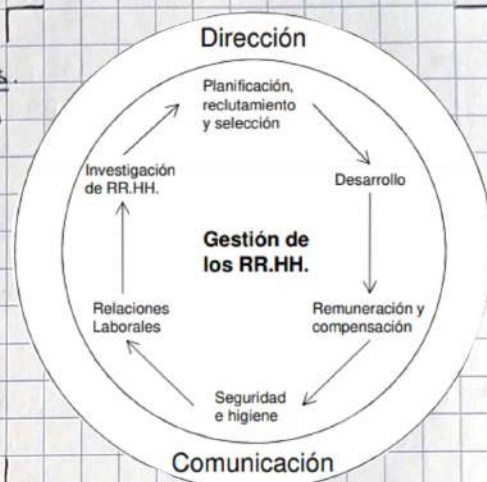 Dirección
Planificación,
reclutamiento
y selección
Investigación
de RR.HH.
Desarrollo
Gestión de
los RR.HH.
Relaciones
Laborales
Remuneración y
compensación
Seguridad
e higiene
Comunicación